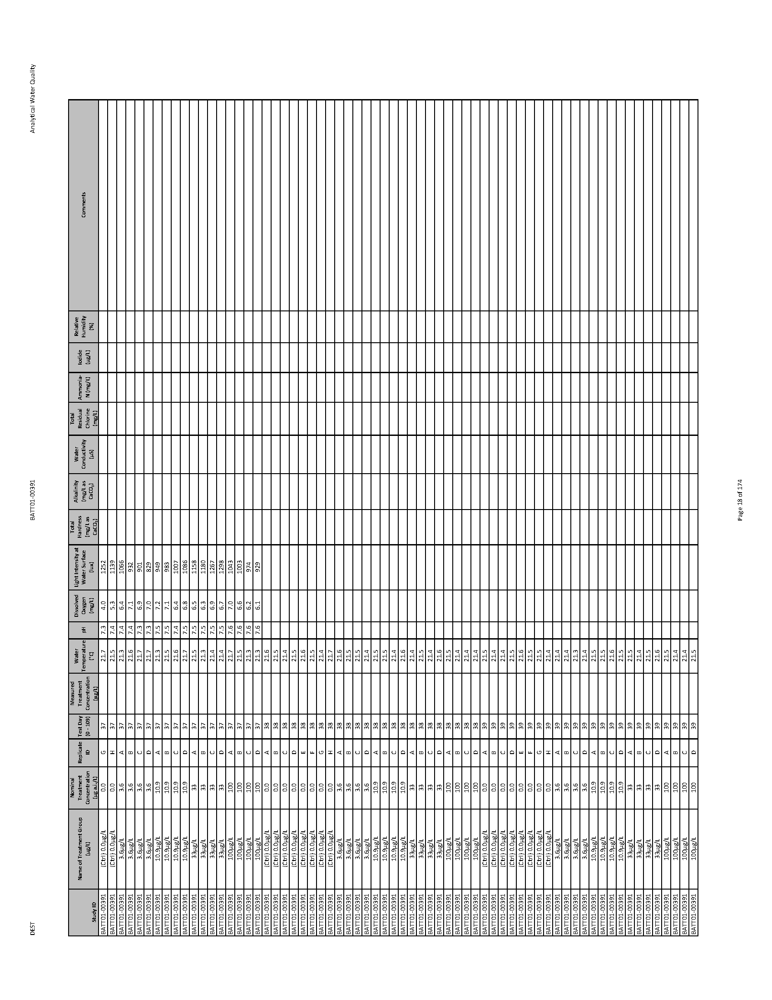 DEST BATT01-00391 Analytical Water Quality
Study ID
Name of Treatment Group
(µg/L)
Nominal
Treatment
Concentration
(µg a.i./L)
Replicate
ID
Test Day
(0 - 109)
Measured
Treatment
Concentration
(µg/L)
Water
Temperature
(°C)
pH
Dissolved
Oxygen
(mg/L)
Light Intensity at
Water Surface
(lux)
Total
Hardness
(mg/L as
CaCO₃)
Alkalinity
(mg/L as
CaCO₃)
Water
Conductivity
(µS)
Total
Residual
Chlorine
(mg/L)
Ammonia-
N (mg/L)
Iodide
(µg/L)
Relative
Humidity
(%)
Comments
BATT01-00391 (Ctrl) 0.0µg/L 0.0 G 37 21.7 7.3 4.0 1252
BATT01-00391 (Ctrl) 0.0µg/L 0.0 H 37 21.5 7.4 5.3 1139
BATT01-00391 3.6µg/L 3.6 A 37 21.3 7.4 6.4 1066
BATT01-00391 3.6µg/L 3.6 B 37 21.6 7.4 7.1 932
BATT01-00391 3.6µg/L 3.6 C 37 21.7 7.3 6.9 901
BATT01-00391 3.6µg/L 3.6 D 37 21.7 7.3 7.0 829
BATT01-00391 10.9µg/L 10.9 A 37 21.3 7.5 7.2 949
BATT01-00391 10.9µg/L 10.9 B 37 21.5 7.5 7.1 983
BATT01-00391 10.9µg/L 10.9 C 37 21.6 7.4 6.4 1007
BATT01-00391 10.9µg/L 10.9 D 37 21.7 7.5 6.8 1086
BATT01-00391 33µg/L 33 A 37 21.5 7.5 6.5 1158
BATT01-00391 33µg/L 33 B 37 21.3 7.5 6.3 1180
BATT01-00391 33µg/L 33 C 37 21.4 7.5 6.9 1267
BATT01-00391 33µg/L 33 D 37 21.4 7.5 6.7 1298
BATT01-00391 100µg/L 100 A 37 21.7 7.6 7.0 1043
BATT01-00391 100µg/L 100 B 37 21.5 7.6 6.6 1003
BATT01-00391 100µg/L 100 C 37 21.3 7.6 6.2 974
BATT01-00391 100µg/L 100 D 37 21.3 7.6 6.1 929
BATT01-00391 (Ctrl) 0.0µg/L 0.0 A 38 21.6
BATT01-00391 (Ctrl) 0.0µg/L 0.0 B 38 21.5
BATT01-00391 (Ctrl) 0.0µg/L 0.0 C 38 21.4
BATT01-00391 (Ctrl) 0.0µg/L 0.0 D 38 21.5
BATT01-00391 (Ctrl) 0.0µg/L 0.0 E 38 21.6
BATT01-00391 (Ctrl) 0.0µg/L 0.0 F 38 21.5
BATT01-00391 (Ctrl) 0.0µg/L 0.0 G 38 21.4
BATT01-00391 (Ctrl) 0.0µg/L 0.0 H 38 21.7
BATT01-00391 3.6µg/L 3.6 A 38 21.6
BATT01-00391 3.6µg/L 3.6 B 38 21.5
BATT01-00391 3.6µg/L 3.6 C 38 21.5
BATT01-00391 3.6µg/L 3.6 D 38 21.4
BATT01-00391 10.9µg/L 10.9 A 38 21.5
BATT01-00391 10.9µg/L 10.9 B 38 21.5
BATT01-00391 10.9µg/L 10.9 C 38 21.4
BATT01-00391 10.9µg/L 10.9 D 38 21.6
BATT01-00391 33µg/L 33 A 38 21.4
BATT01-00391 33µg/L 33 B 38 21.5
BATT01-00391 33µg/L 33 C 38 21.4
BATT01-00391 33µg/L 33 D 38 21.6
BATT01-00391 100µg/L 100 A 38 21.5
BATT01-00391 100µg/L 100 B 38 21.4
BATT01-00391 100µg/L 100 C 38 21.4
BATT01-00391 100µg/L 100 D 38 21.4
BATT01-00391 (Ctrl) 0.0µg/L 0.0 A 39 21.5
BATT01-00391 (Ctrl) 0.0µg/L 0.0 B 39 21.4
BATT01-00391 (Ctrl) 0.0µg/L 0.0 C 39 21.4
BATT01-00391 (Ctrl) 0.0µg/L 0.0 D 39 21.5
BATT01-00391 (Ctrl) 0.0µg/L 0.0 E 39 21.6
BATT01-00391 (Ctrl) 0.0µg/L 0.0 F 39 21.5
BATT01-00391 (Ctrl) 0.0µg/L 0.0 G 39 21.5
BATT01-00391 (Ctrl) 0.0µg/L 0.0 H 39 21.4
BATT01-00391 3.6µg/L 3.6 A 39 21.4
BATT01-00391 3.6µg/L 3.6 B 39 21.4
BATT01-00391 3.6µg/L 3.6 C 39 21.3
BATT01-00391 3.6µg/L 3.6 D 39 21.4
BATT01-00391 10.9µg/L 10.9 A 39 21.5
BATT01-00391 10.9µg/L 10.9 B 39 21.5
BATT01-00391 10.9µg/L 10.9 C 39 21.6
BATT01-00391 10.9µg/L 10.9 D 39 21.5
BATT01-00391 33µg/L 33 A 39 21.5
BATT01-00391 33µg/L 33 B 39 21.4
BATT01-00391 33µg/L 33 C 39 21.5
BATT01-00391 33µg/L 33 D 39 21.6
BATT01-00391 100µg/L 100 A 39 21.5
BATT01-00391 100µg/L 100 B 39 21.4
BATT01-00391 100µg/L 100 C 39 21.4
BATT01-00391 100µg/L 100 D 39 21.5
Page 18 of 174